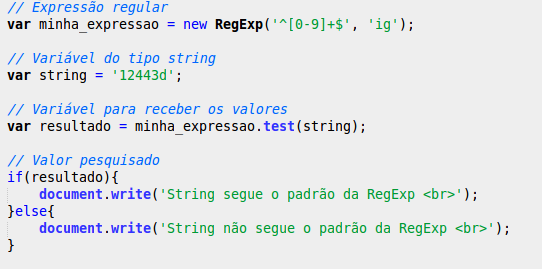 // Expressão regular
var minha_expressao = new RegExp('^[0-9]+$', 'ig');
// Variável do tipo string
var string = '12443d';
// Variável para receber os valores
var resultado = minha_expressao.test(string);
// Valor pesquisado
if(resultado){
document.write('String segue o padrão da RegExp <br>');
}else{
document.write('String não segue o padrão da RegExp <br>');
}